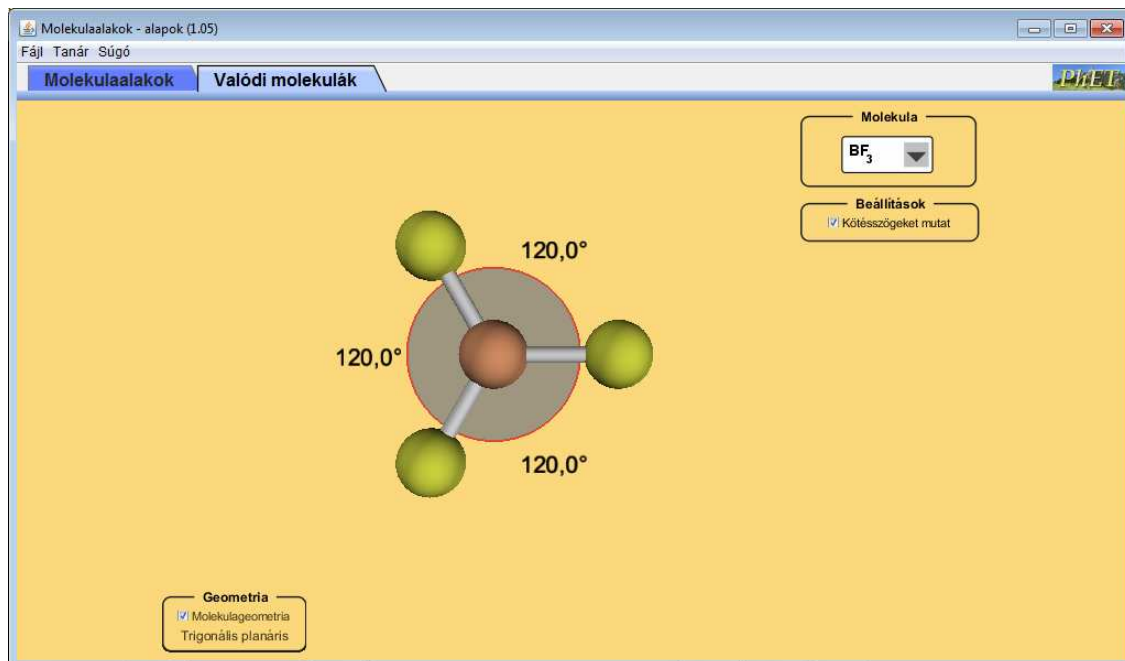 Molekulaalakok - alapok (1.05)
Fájl Tanár Súgó
Molekulaalakok Valódi molekulák
PhET
Molekula
BF3
Beállítások
Kötésszögeket mutat
120,0°
120,0°
120,0°
Geometria
Molekulageometria
Trigonális planáris